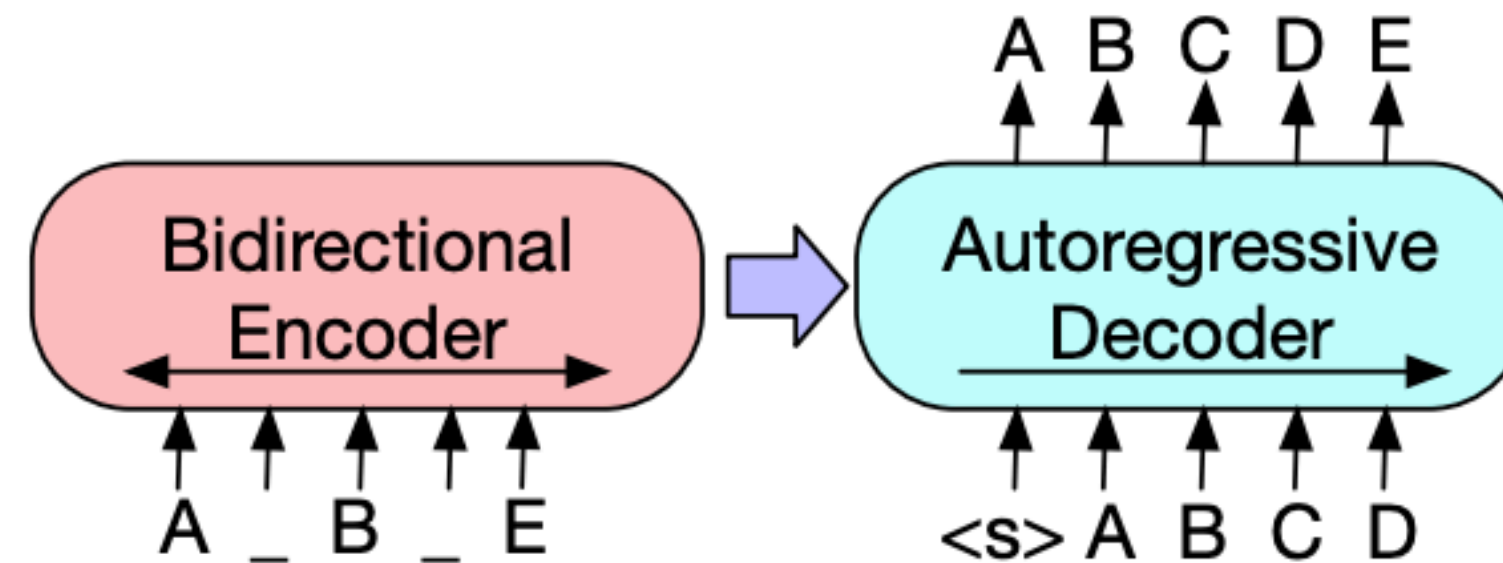 A B C D E
Bidirectional
Encoder
Autoregressive
Decoder
A _ B _ E
<s> A B C D